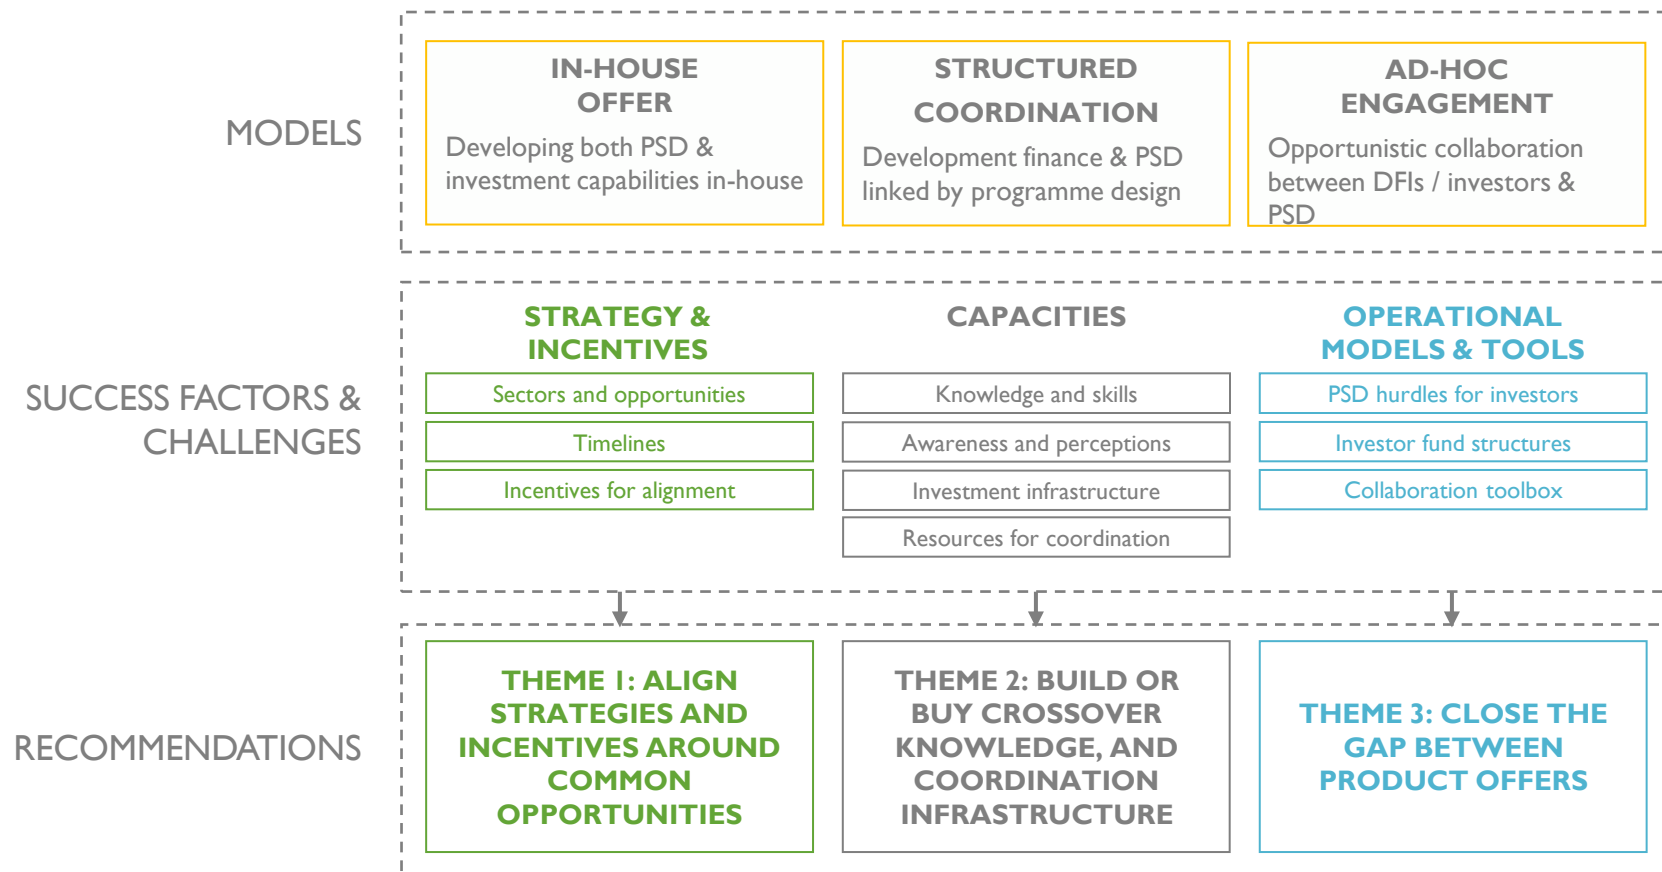 MODELS
IN-HOUSE
OFFER
Developing both PSD &
investment capabilities in-house
STRUCTURED
COORDINATION
Development finance & PSD
linked by programme design
AD-HOC
ENGAGEMENT
Opportunistic collaboration
between DFIs / investors &
PSD
SUCCESS FACTORS &
CHALLENGES
STRATEGY &
INCENTIVES
Sectors and opportunities
Timelines
Incentives for alignment
CAPACITIES
Knowledge and skills
Awareness and perceptions
Investment infrastructure
Resources for coordination
OPERATIONAL
MODELS & TOOLS
PSD hurdles for investors
Investor fund structures
Collaboration toolbox
RECOMMENDATIONS
THEME 1: ALIGN
STRATEGIES AND
INCENTIVES AROUND
COMMON
OPPORTUNITIES
THEME 2: BUILD OR
BUY CROSSOVER
KNOWLEDGE, AND
COORDINATION
INFRASTRUCTURE
THEME 3: CLOSE THE
GAP BETWEEN
PRODUCT OFFERS